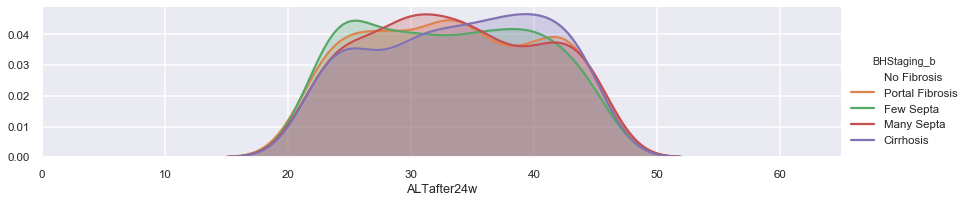 0.04
0.03
0.02
0.01
0.00
0 10 20 30 40 50 60
ALTafter24w
BHStaging_b
No Fibrosis
Portal Fibrosis
Few Septa
Many Septa
Cirrhosis